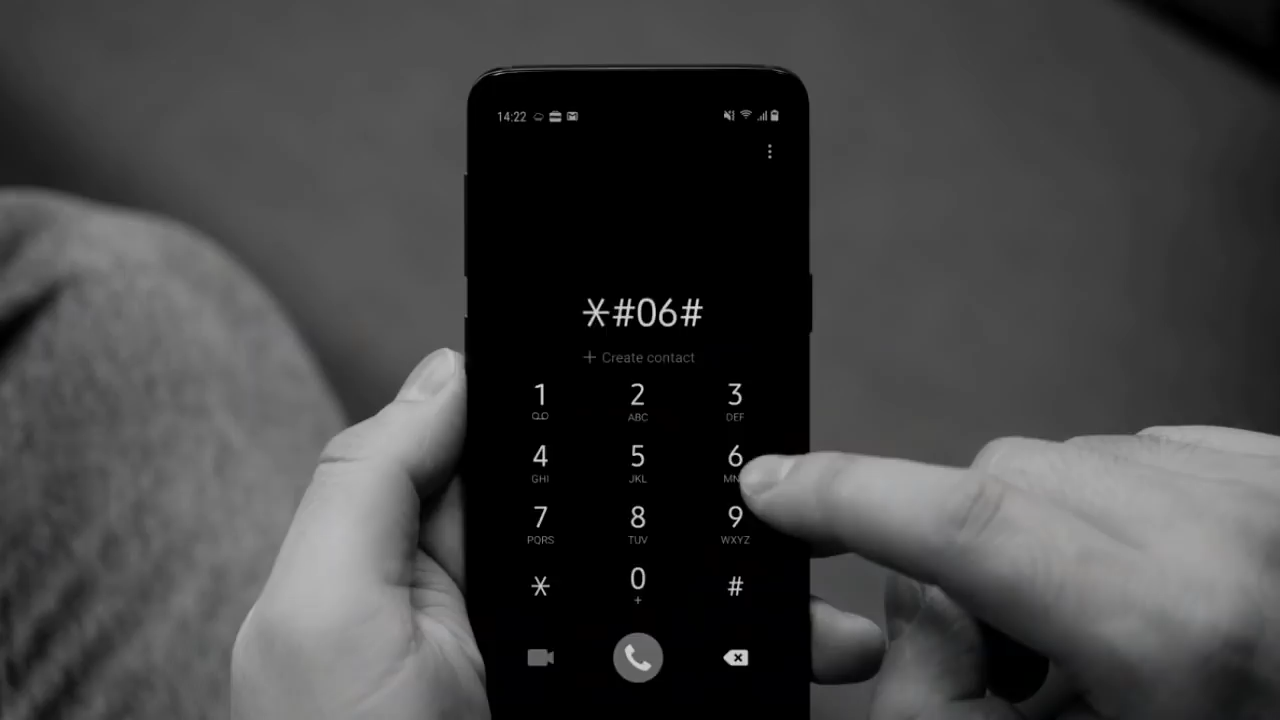 14:22
*#06#
+ Create contact
1 2 3
ABC DEF
4 5 6
GHI JKL MN
7 8 9
PQRS TUV WXYZ
* 0 #
+